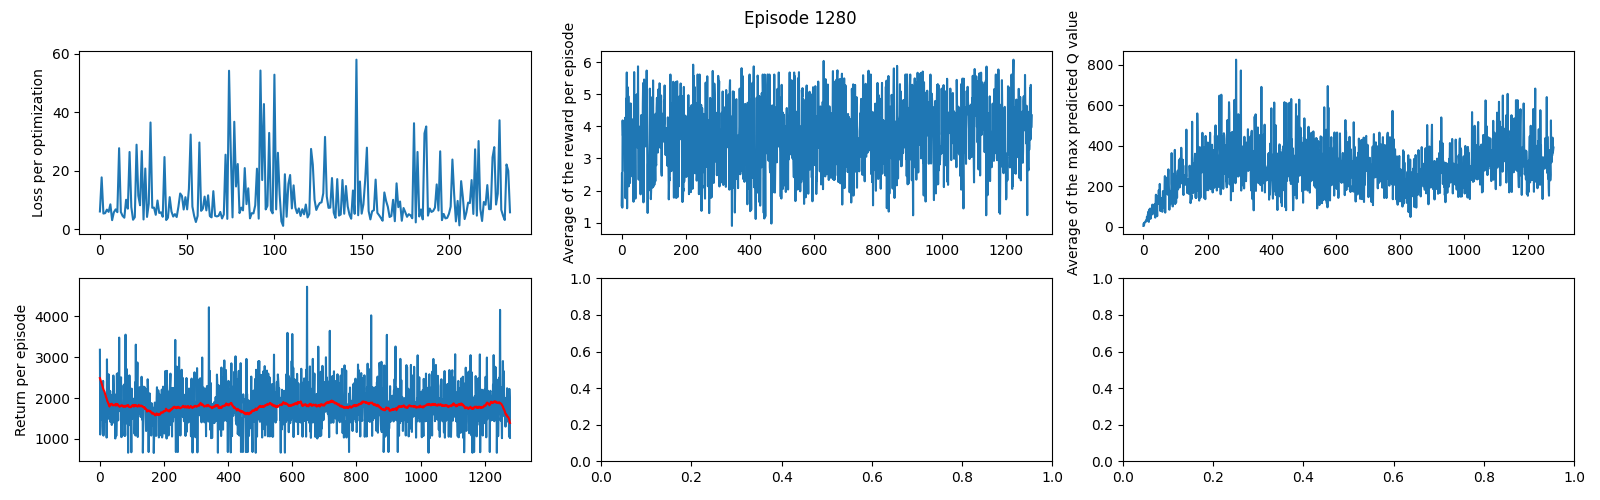 Episode 1280
Loss per optimization
60
40
20
0
0 50 100 150 200
Average of the reward per episode
6
5
4
3
2
1
0 200 400 600 800 1000 1200
Average of the max predicted Q value
800
600
400
200
0
0 200 400 600 800 1000 1200
Return per episode
4000
3000
2000
1000
0 200 400 600 800 1000 1200
1.0
0.8
0.6
0.4
0.2
0.0
0.0 0.2 0.4 0.6 0.8 1.0
1.0
0.8
0.6
0.4
0.2
0.0
0.0 0.2 0.4 0.6 0.8 1.0